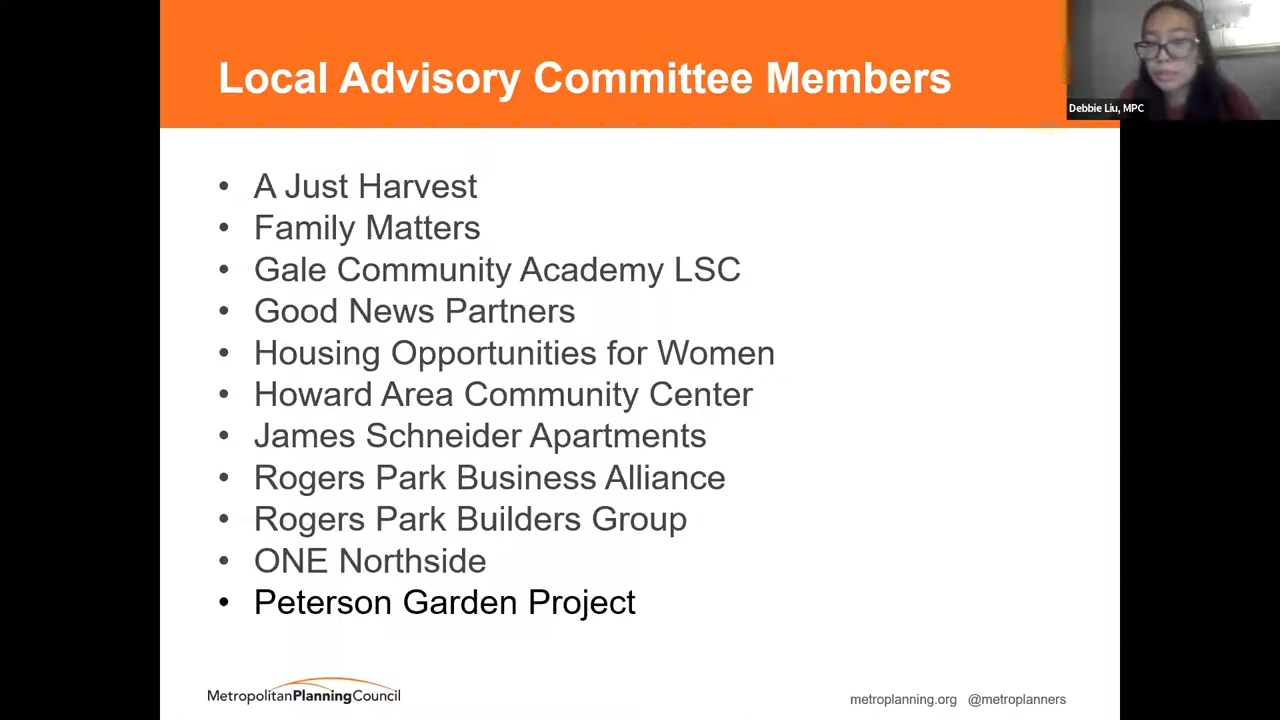 Local Advisory Committee Members
Debbie Liu, MPC
• A Just Harvest
• Family Matters
• Gale Community Academy LSC
• Good News Partners
• Housing Opportunities for Women
• Howard Area Community Center
• James Schneider Apartments
• Rogers Park Business Alliance
• Rogers Park Builders Group
• ONE Northside
• Peterson Garden Project
MetropolitanPlanningCouncil
metroplanning.org @metroplanners